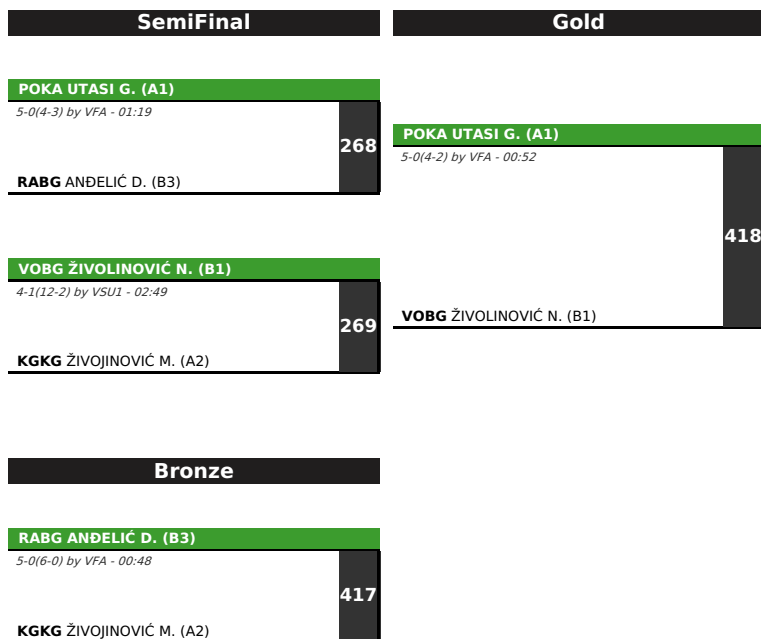 SemiFinal
POKA UTASI G. (A1)
5-0(4-3) by VFA - 01:19
268
RABG ANĐELIĆ D. (B3)
VOBG ŽIVOLINOVIĆ N. (B1)
4-1(12-2) by VSU1 - 02:49
269
KGKG ŽIVOJINOVIĆ M. (A2)
Gold
POKA UTASI G. (A1)
5-0(4-2) by VFA - 00:52
418
VOBG ŽIVOLINOVIĆ N. (B1)
Bronze
RABG ANĐELIĆ D. (B3)
5-0(6-0) by VFA - 00:48
417
KGKG ŽIVOJINOVIĆ M. (A2)